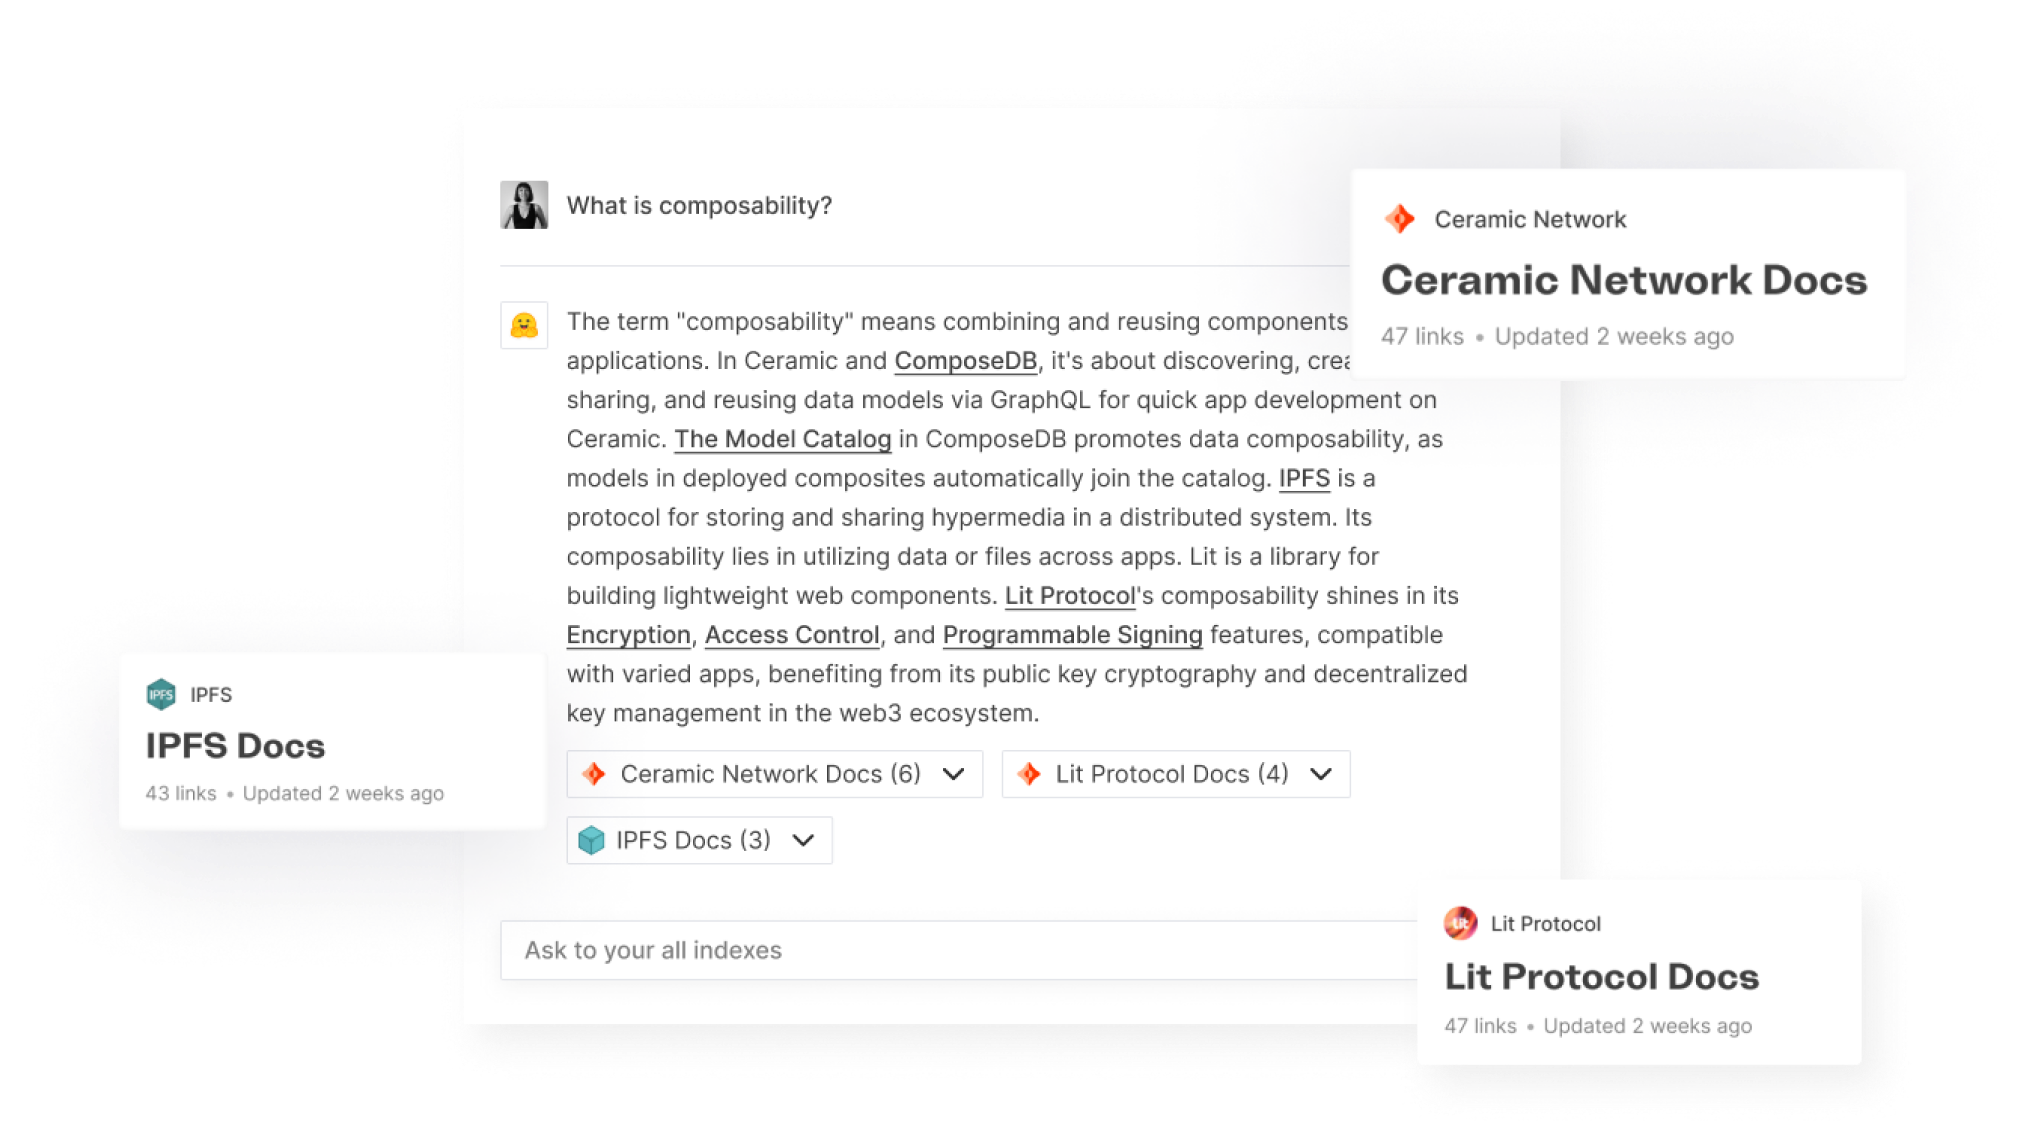 What is composability?
Ceramic Network
Ceramic Network Docs
47 links • Updated 2 weeks ago
The term "composability" means combining and reusing components
applications. In Ceramic and ComposeDB, it's about discovering, crea
sharing, and reusing data models via GraphQL for quick app development on
Ceramic. The Model Catalog in ComposeDB promotes data composability, as
models in deployed composites automatically join the catalog. IPFS is a
protocol for storing and sharing hypermedia in a distributed system. Its
composability lies in utilizing data or files across apps. Lit is a library for
building lightweight web components. Lit Protocol's composability shines in its
Encryption, Access Control, and Programmable Signing features, compatible
with varied apps, benefiting from its public key cryptography and decentralized
key management in the web3 ecosystem.
IPFS
IPFS
IPFS Docs
43 links • Updated 2 weeks ago
Ceramic Network Docs (6)
Lit Protocol Docs (4)
IPFS Docs (3)
Ask to your all indexes
Lit
Lit Protocol
Lit Protocol Docs
47 links • Updated 2 weeks ago